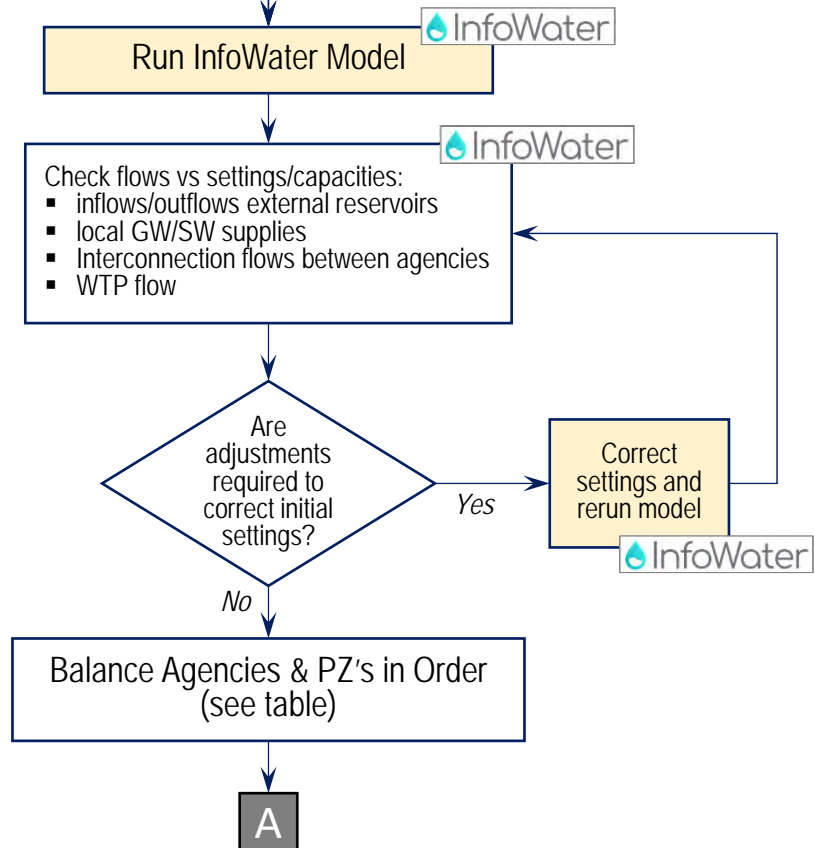 InfoWater
Run InfoWater Model
InfoWater
Check flows vs settings/capacities:
▪ inflows/outflows external reservoirs
▪ local GW/SW supplies
▪ Interconnection flows between agencies
▪ WTP flow
Are
adjustments
required to
correct initial
settings?
Yes
Correct
settings and
rerun model
InfoWater
No
Balance Agencies & PZ's in Order
(see table)
A